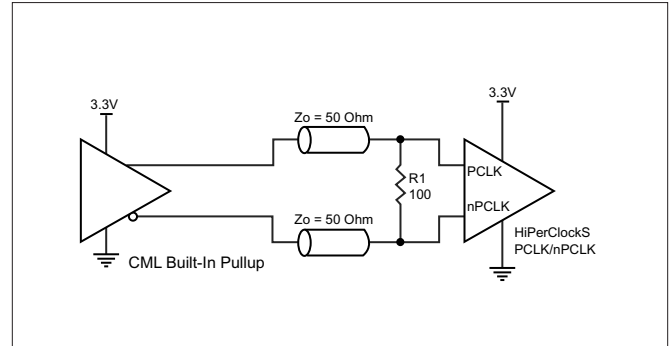 3.3V
Zo = 50 Ohm
3.3V
PCLK
R1
100
nPCLK
Zo = 50 Ohm
HiPerClockS
PCLK/nPCLK
CML Built-In Pullup